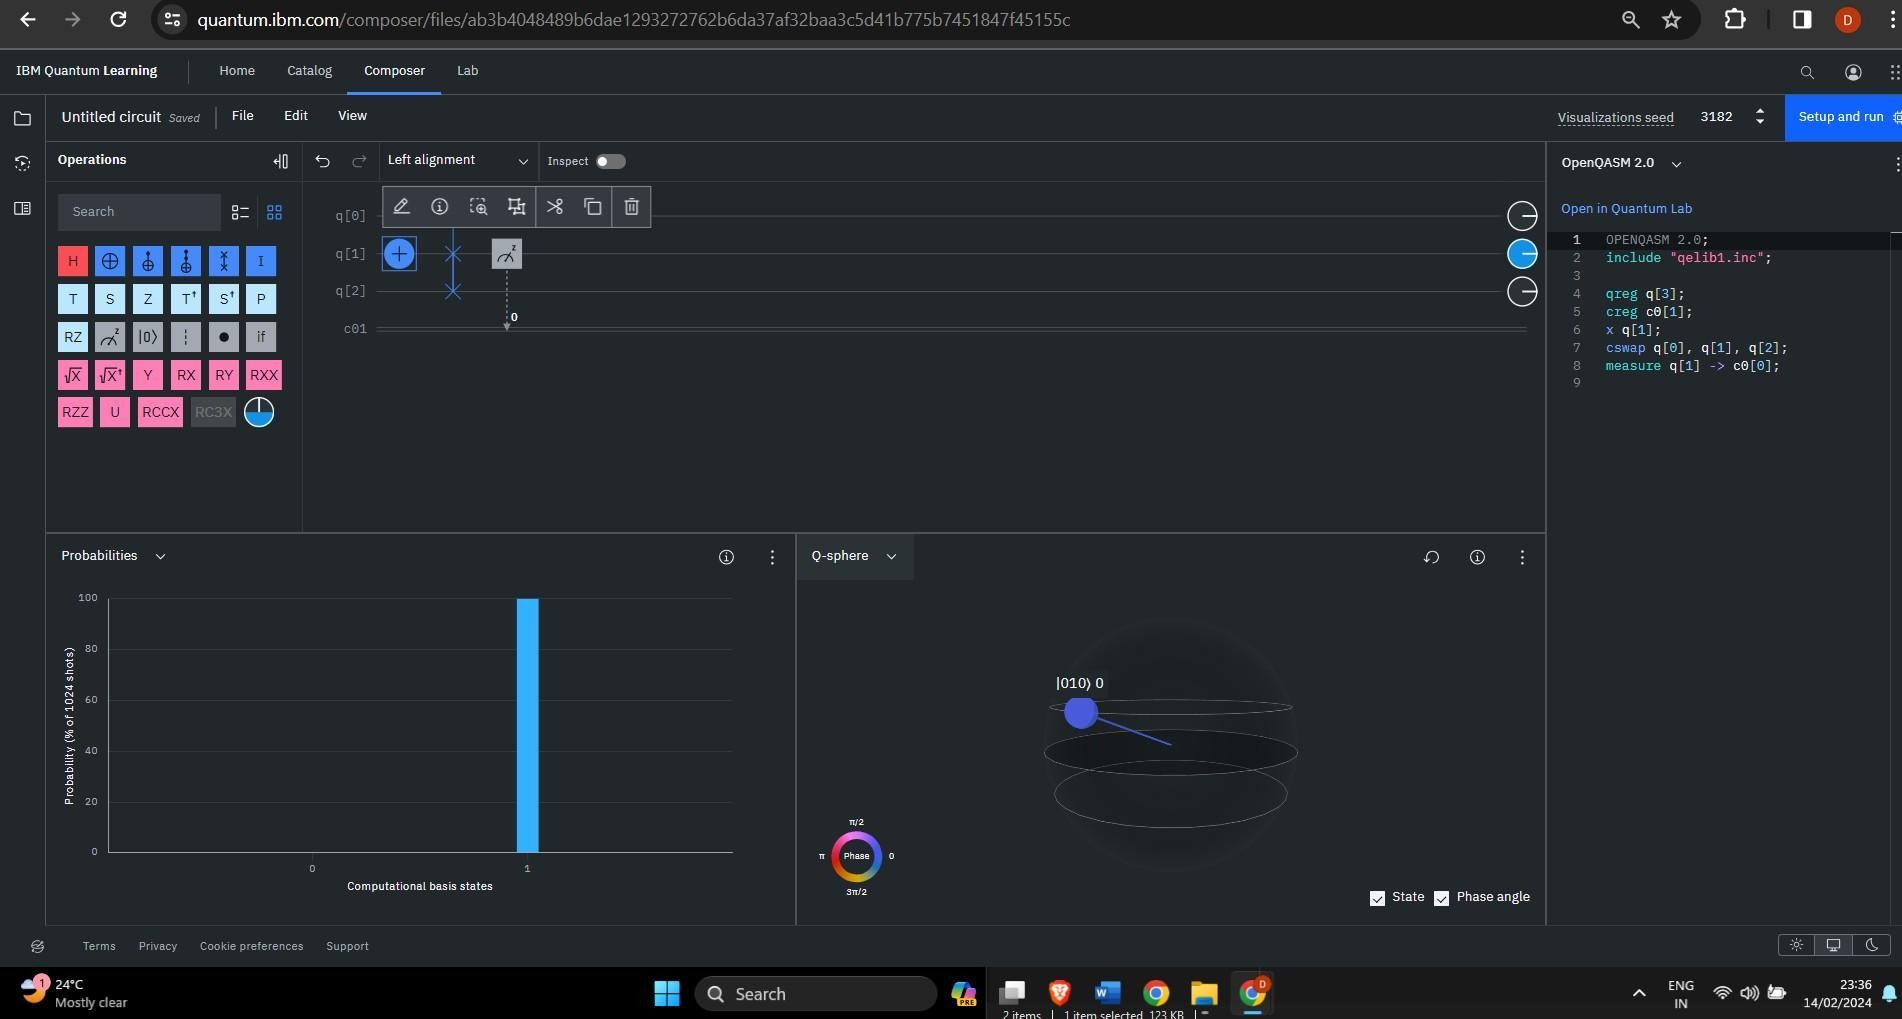 quantum.ibm.com/composer/files/ab3b4048489b6dae1293272762b6da37af32baa3c5d41b775b7451847f45155c
D
IBM Quantum Learning Home Catalog Composer Lab
Untitled circuit Saved File Edit View Visualizations seed 3182 Setup and run
Operations Left alignment Inspect
Search
H I
T S Z T† S† P
RZ z |0⟩ if
√X √X† Y RX RY RXX
RZZ U RCCX RC3X
q[0]
q[1] z
q[2]
0
c01
OpenQASM 2.0
Open in Quantum Lab
1 OPENQASM 2.0;
2 include "qelib1.inc";
3
4 qreg q[3];
5 creg c0[1];
6 x q[1];
7 cswap q[0], q[1], q[2];
8 measure q[1] -> c0[0];
9
Probabilities
Probability (% of 1024 shots)
100
80
60
40
20
0
0 1
Computational basis states
Q-sphere
|010⟩ 0
π/2
π Phase 0
3π/2
State Phase angle
Terms Privacy Cookie preferences Support
1
24°C
Mostly clear
Search
PRE
W
D
2 items 1 item selected 123 KB
ENG
IN
23:36
14/02/2024